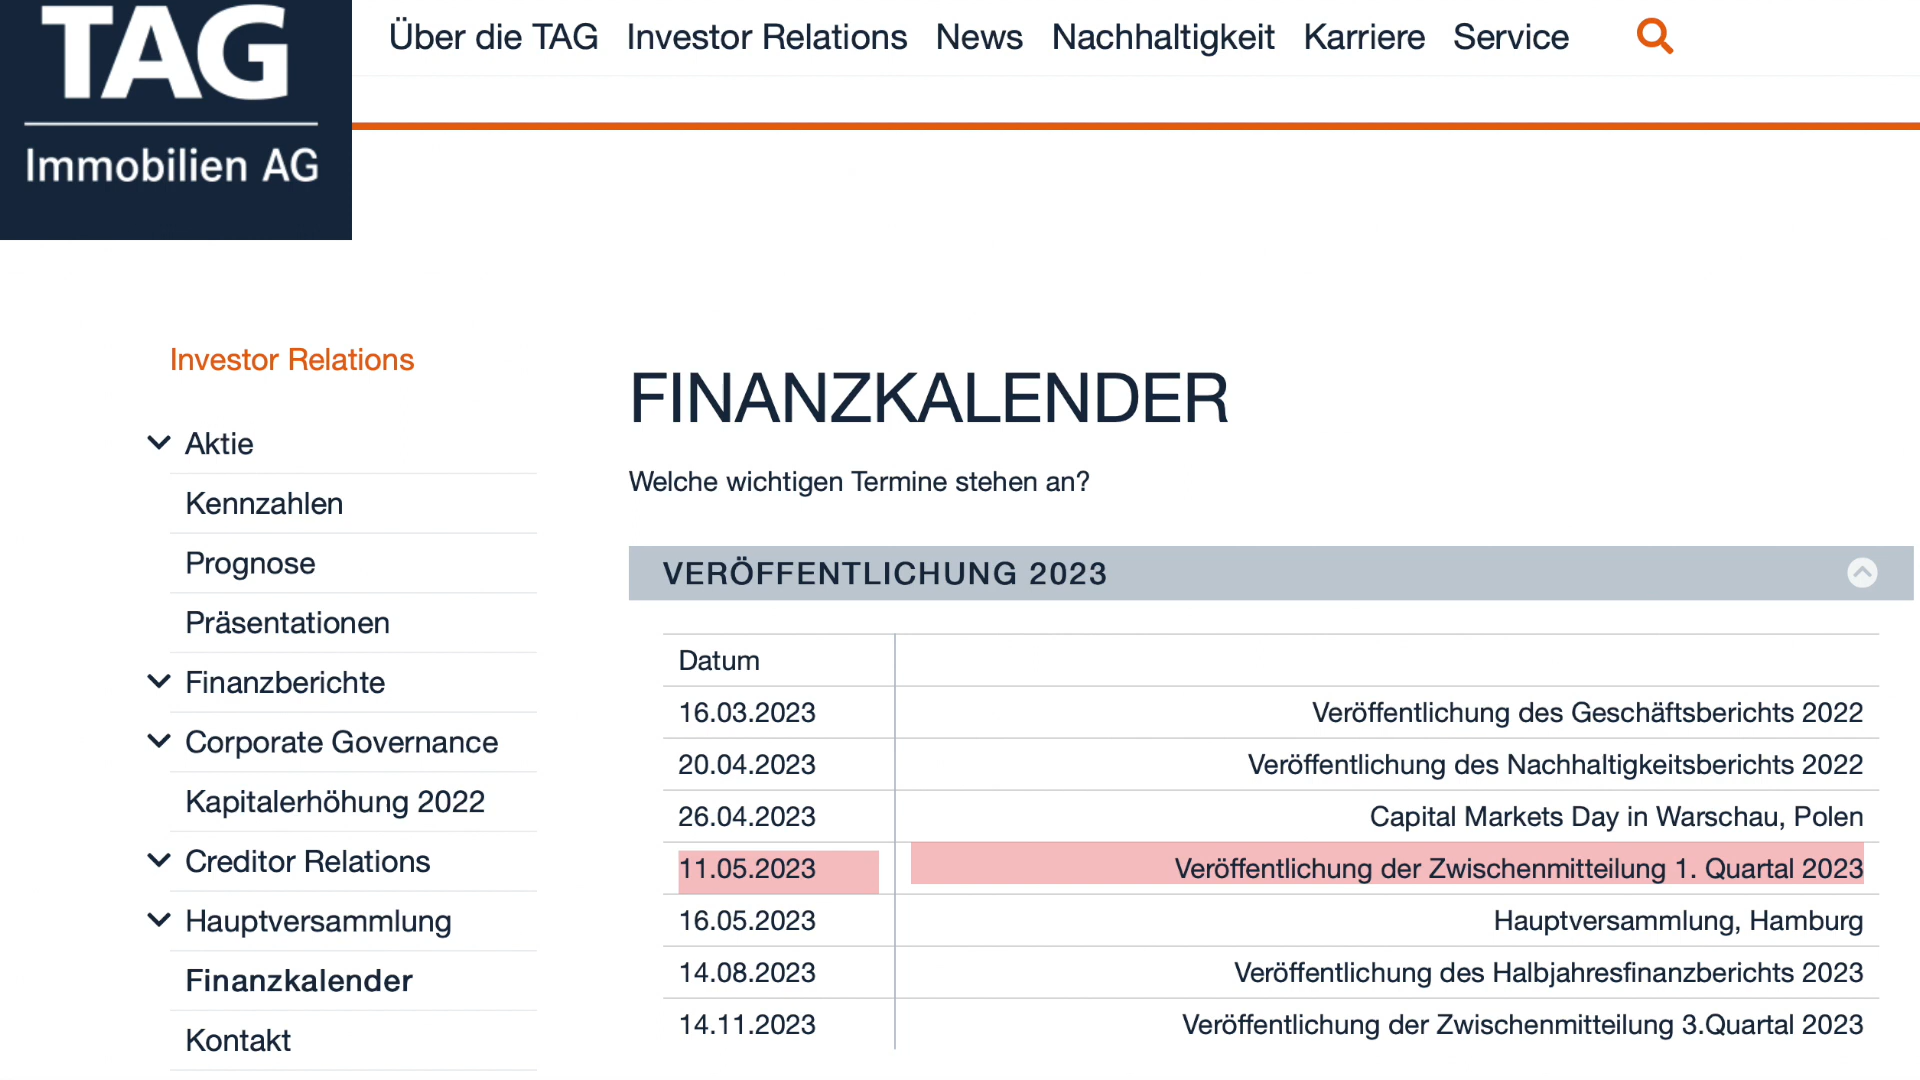 TAG
Immobilien AG
Über die TAG Investor Relations News Nachhaltigkeit Karriere Service
Investor Relations
Aktie
Kennzahlen
Prognose
Präsentationen
Finanzberichte
Corporate Governance
Kapitalerhöhung 2022
Creditor Relations
Hauptversammlung
Finanzkalender
Kontakt
FINANZKALENDER
Welche wichtigen Termine stehen an?
VERÖFFENTLICHUNG 2023
Datum
16.03.2023 Veröffentlichung des Geschäftsberichts 2022
20.04.2023 Veröffentlichung des Nachhaltigkeitsberichts 2022
26.04.2023 Capital Markets Day in Warschau, Polen
11.05.2023 Veröffentlichung der Zwischenmitteilung 1. Quartal 2023
16.05.2023 Hauptversammlung, Hamburg
14.08.2023 Veröffentlichung des Halbjahresfinanzberichts 2023
14.11.2023 Veröffentlichung der Zwischenmitteilung 3.Quartal 2023